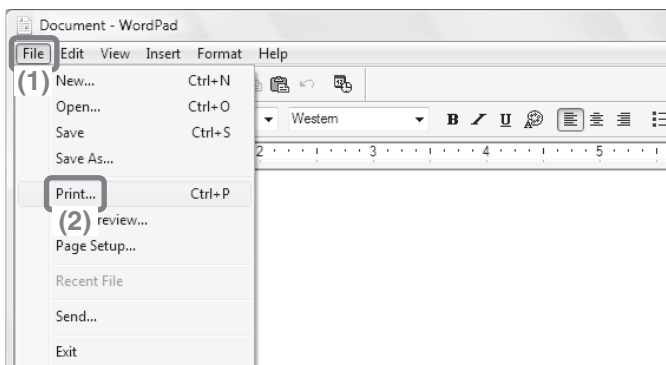 Document - WordPad
File Edit View Insert Format Help
(1) New... Ctrl+N
Open... Ctrl+O
Western B I U
Save Ctrl+S
2 3 4 5
Save As...
Print... Ctrl+P
(2) review...
Page Setup...
Recent File
Send...
Exit